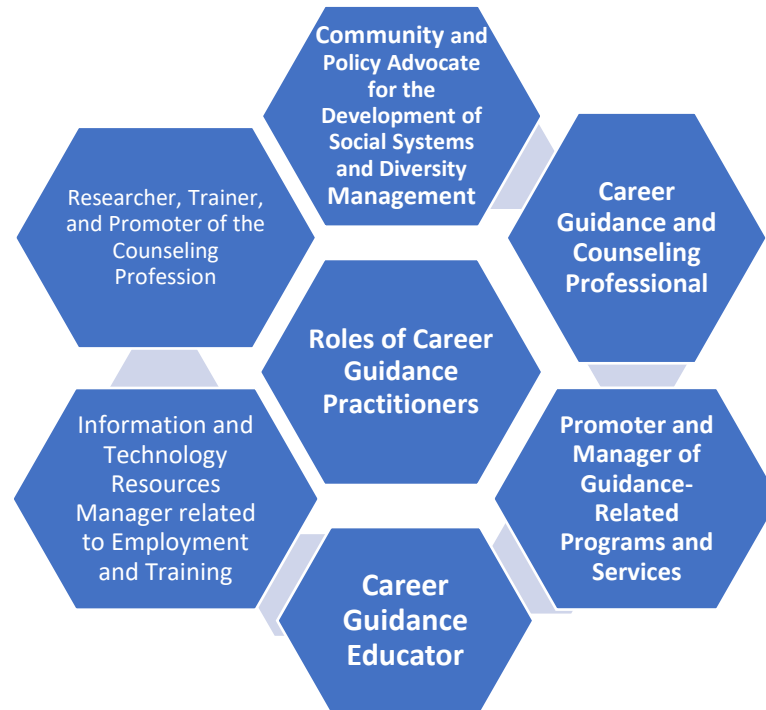 Community and
Policy Advocate
for the
Development of
Social Systems
and Diversity
Management
Career
Guidance and
Counseling
Professional
Promoter and
Manager of
Guidance-
Related
Programs and
Services
Career
Guidance
Educator
Information and
Technology
Resources
Manager related
to Employment
and Training
Researcher, Trainer,
and Promoter of the
Counseling
Profession
Roles of Career
Guidance
Practitioners